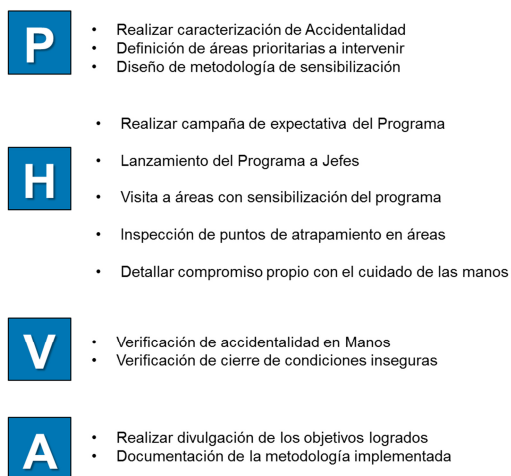 P
• Realizar caracterización de Accidentalidad
• Definición de áreas prioritarias a intervenir
• Diseño de metodología de sensibilización
H
• Realizar campaña de expectativa del Programa
• Lanzamiento del Programa a Jefes
• Visita a áreas con sensibilización del programa
• Inspección de puntos de atrapamiento en áreas
• Detallar compromiso propio con el cuidado de las manos
V
• Verificación de accidentalidad en Manos
• Verificación de cierre de condiciones inseguras
A
• Realizar divulgación de los objetivos logrados
• Documentación de la metodología implementada